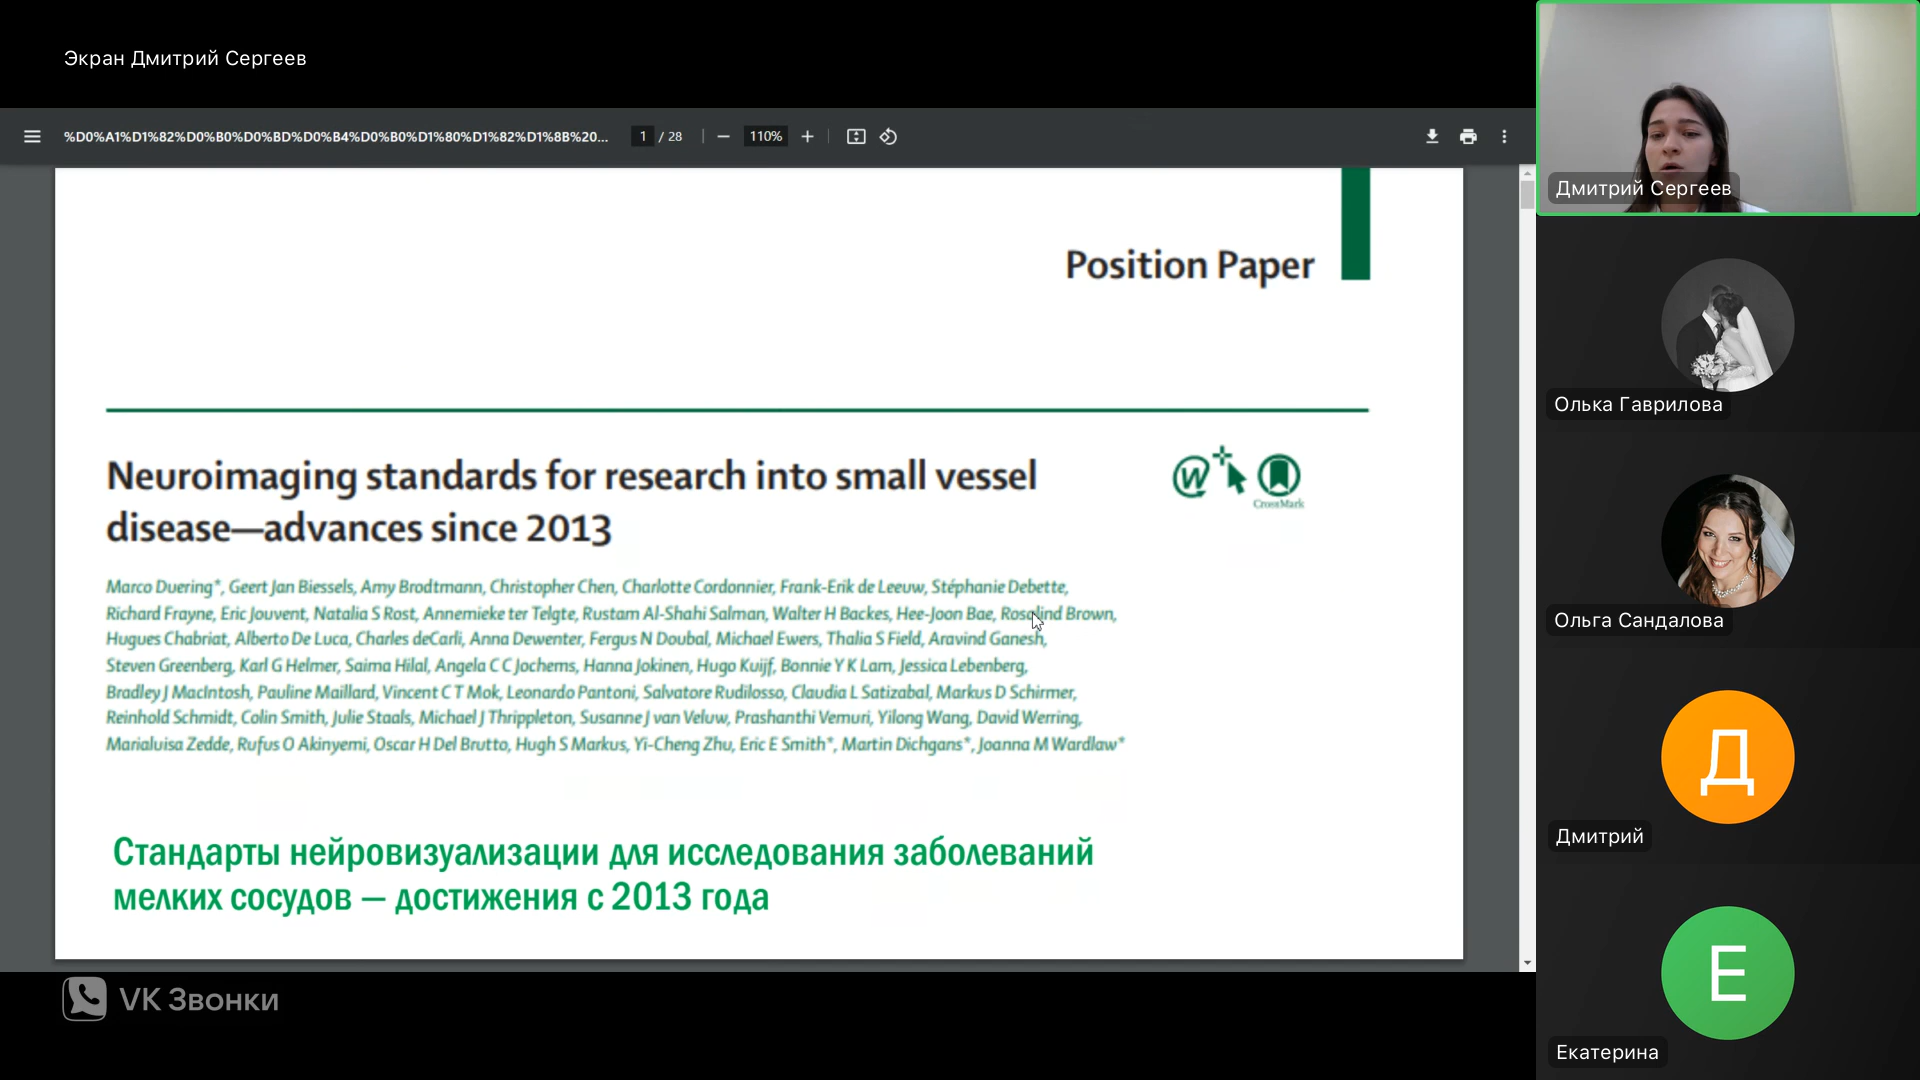 Экран Дмитрий Сергеев
%D0%A1%D1%82%D0%B0%D0%BD%D0%B4%D0%B0%D1%80%D1%82%D1%8B%20...
1 / 28
110%
Position Paper
Neuroimaging standards for research into small vessel
disease—advances since 2013
W
CrossMark
Marco Duering*, Geert Jan Biessels, Amy Brodtmann, Christopher Chen, Charlotte Cordonnier, Frank-Erik de Leeuw, Stéphanie Debette,
Richard Frayne, Eric Jouvent, Natalia S Rost, Annemieke ter Telgte, Rustam Al-Shahi Salman, Walter H Backes, Hee-Joon Bae, Rosalind Brown,
Hugues Chabriat, Alberto De Luca, Charles deCarli, Anna Dewenter, Fergus N Doubal, Michael Ewers, Thalia S Field, Aravind Ganesh,
Steven Greenberg, Karl G Helmer, Saima Hilal, Angela C C Jochems, Hanna Jokinen, Hugo Kuijf, Bonnie Y K Lam, Jessica Lebenberg,
Bradley J MacIntosh, Pauline Maillard, Vincent C T Mok, Leonardo Pantoni, Salvatore Rudilosso, Claudia L Satizabal, Markus D Schirmer,
Reinhold Schmidt, Colin Smith, Julie Staals, Michael J Thrippleton, Susanne J van Veluw, Prashanthi Vemuri, Yilong Wang, David Werring,
Marialuisa Zedde, Rufus O Akinyemi, Oscar H Del Brutto, Hugh S Markus, Yi-Cheng Zhu, Eric E Smith*, Martin Dichgans*, Joanna M Wardlaw*
Стандарты нейровизуализации для исследования заболеваний
мелких сосудов — достижения с 2013 года
VK Звонки
Дмитрий Сергеев
Олька Гаврилова
Ольга Сандалова
Д
Дмитрий
Е
Екатерина